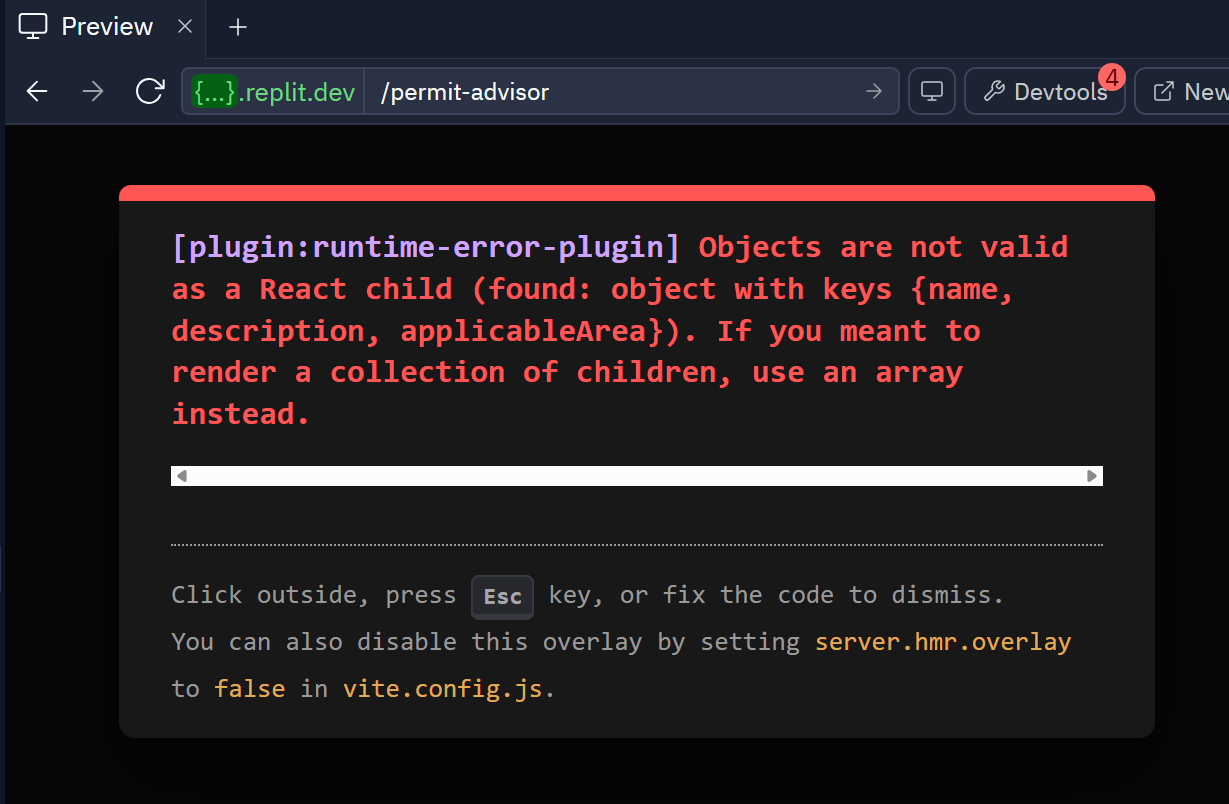 Preview
{...}.replit.dev /permit-advisor Devtools 4 New
[plugin:runtime-error-plugin] Objects are not valid
as a React child (found: object with keys {name,
description, applicableArea}). If you meant to
render a collection of children, use an array
instead.
Click outside, press Esc key, or fix the code to dismiss.
You can also disable this overlay by setting server.hmr.overlay
to false in vite.config.js.